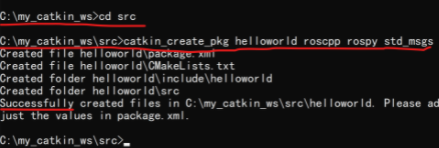 C:\my_catkin_ws>cd src
C:\my_catkin_ws\src>catkin_create_pkg helloworld roscpp rospy std_msgs
Created file helloworld\package.xml
Created file helloworld\CMakeLists.txt
Created folder helloworld\include\helloworld
Created folder helloworld\src
Successfully created files in C:\my_catkin_ws\src\helloworld. Please ad
just the values in package.xml.
C:\my_catkin_ws\src>_